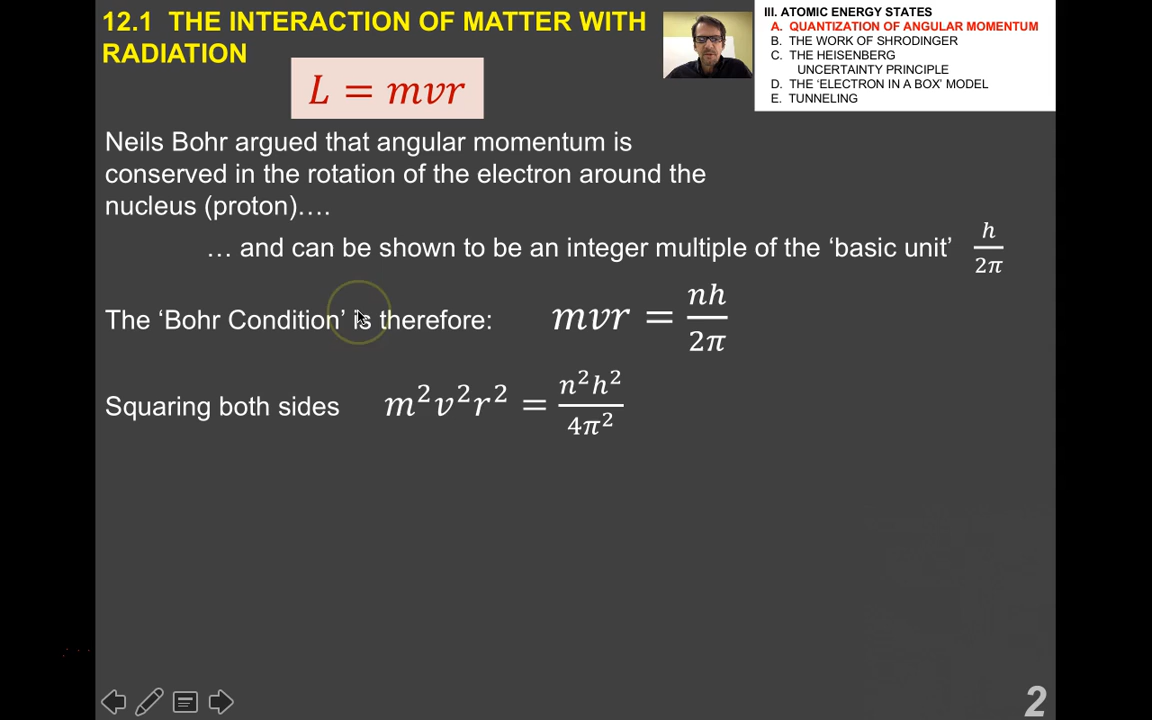 12.1 THE INTERACTION OF MATTER WITH
RADIATION
L = mvr
III. ATOMIC ENERGY STATES
A. QUANTIZATION OF ANGULAR MOMENTUM
B. THE WORK OF SHRODINGER
C. THE HEISENBERG
UNCERTAINTY PRINCIPLE
D. THE ‘ELECTRON IN A BOX’ MODEL
E. TUNNELING
Neils Bohr argued that angular momentum is
conserved in the rotation of the electron around the
nucleus (proton)….
… and can be shown to be an integer multiple of the ‘basic unit’ h/2π
The ‘Bohr Condition’ is therefore: mvr = nh/2π
Squaring both sides m²v²r² = n²h²/4π²
2